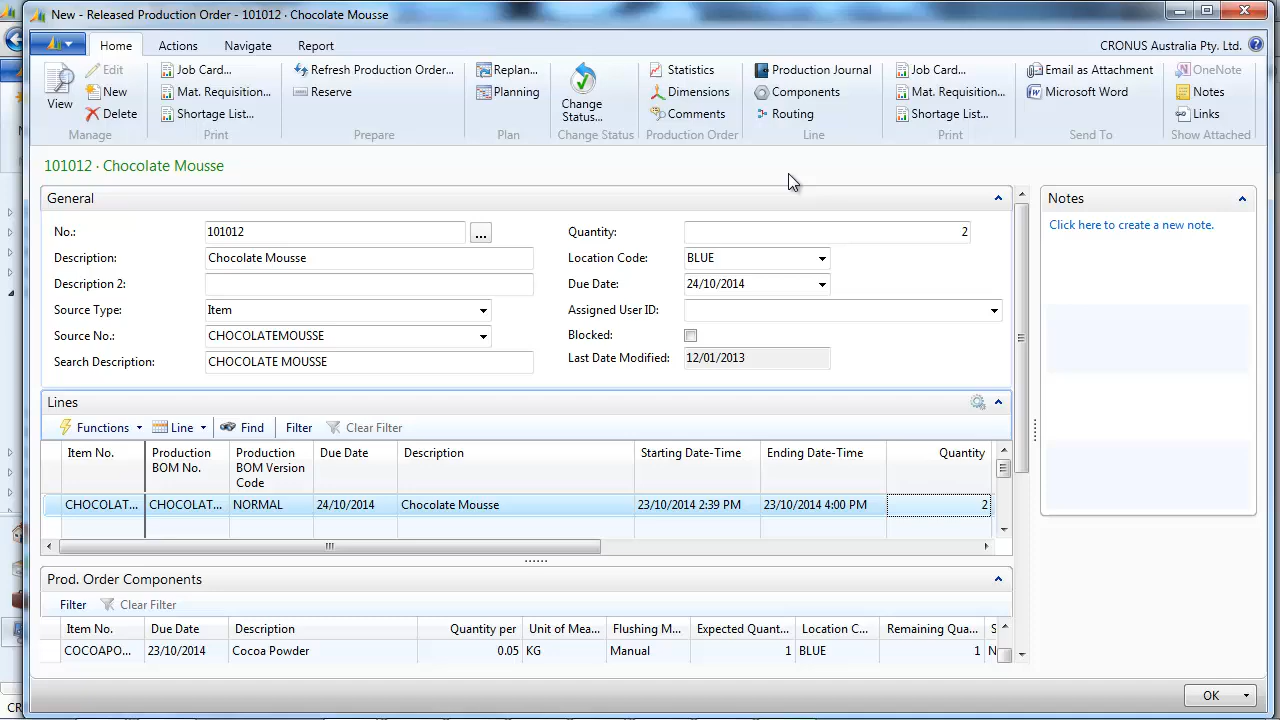 New - Released Production Order - 101012 · Chocolate Mousse
Home Actions Navigate Report CRONUS Australia Pty. Ltd.
View
Edit
New
Delete
Manage
Job Card...
Mat. Requisition...
Shortage List...
Print
Refresh Production Order...
Reserve
Prepare
Replan...
Planning
Plan
Change
Status...
Change Status
Statistics
Dimensions
Comments
Production Order
Production Journal
Components
Routing
Line
Job Card...
Mat. Requisition...
Shortage List...
Print
Email as Attachment
Microsoft Word
Send To
OneNote
Notes
Links
Show Attached
101012 · Chocolate Mousse
General
No.: 101012 ...
Description: Chocolate Mousse
Description 2:
Source Type: Item
Source No.: CHOCOLATEMOUSSE
Search Description: CHOCOLATE MOUSSE
Quantity: 2
Location Code: BLUE
Due Date: 24/10/2014
Assigned User ID:
Blocked:
Last Date Modified: 12/01/2013
Notes
Click here to create a new note.
Lines
Functions Line Find Filter Clear Filter
Item No. Production BOM No. Production BOM Version Code Due Date Description Starting Date-Time Ending Date-Time Quantity
CHOCOLAT... CHOCOLAT... NORMAL 24/10/2014 Chocolate Mousse 23/10/2014 2:39 PM 23/10/2014 4:00 PM 2
Prod. Order Components
Filter Clear Filter
Item No. Due Date Description Quantity per Unit of Mea... Flushing M... Expected Quant... Location C... Remaining Qua... S
COCOAPO... 23/10/2014 Cocoa Powder 0.05 KG Manual 1 BLUE 1 N
OK
CR